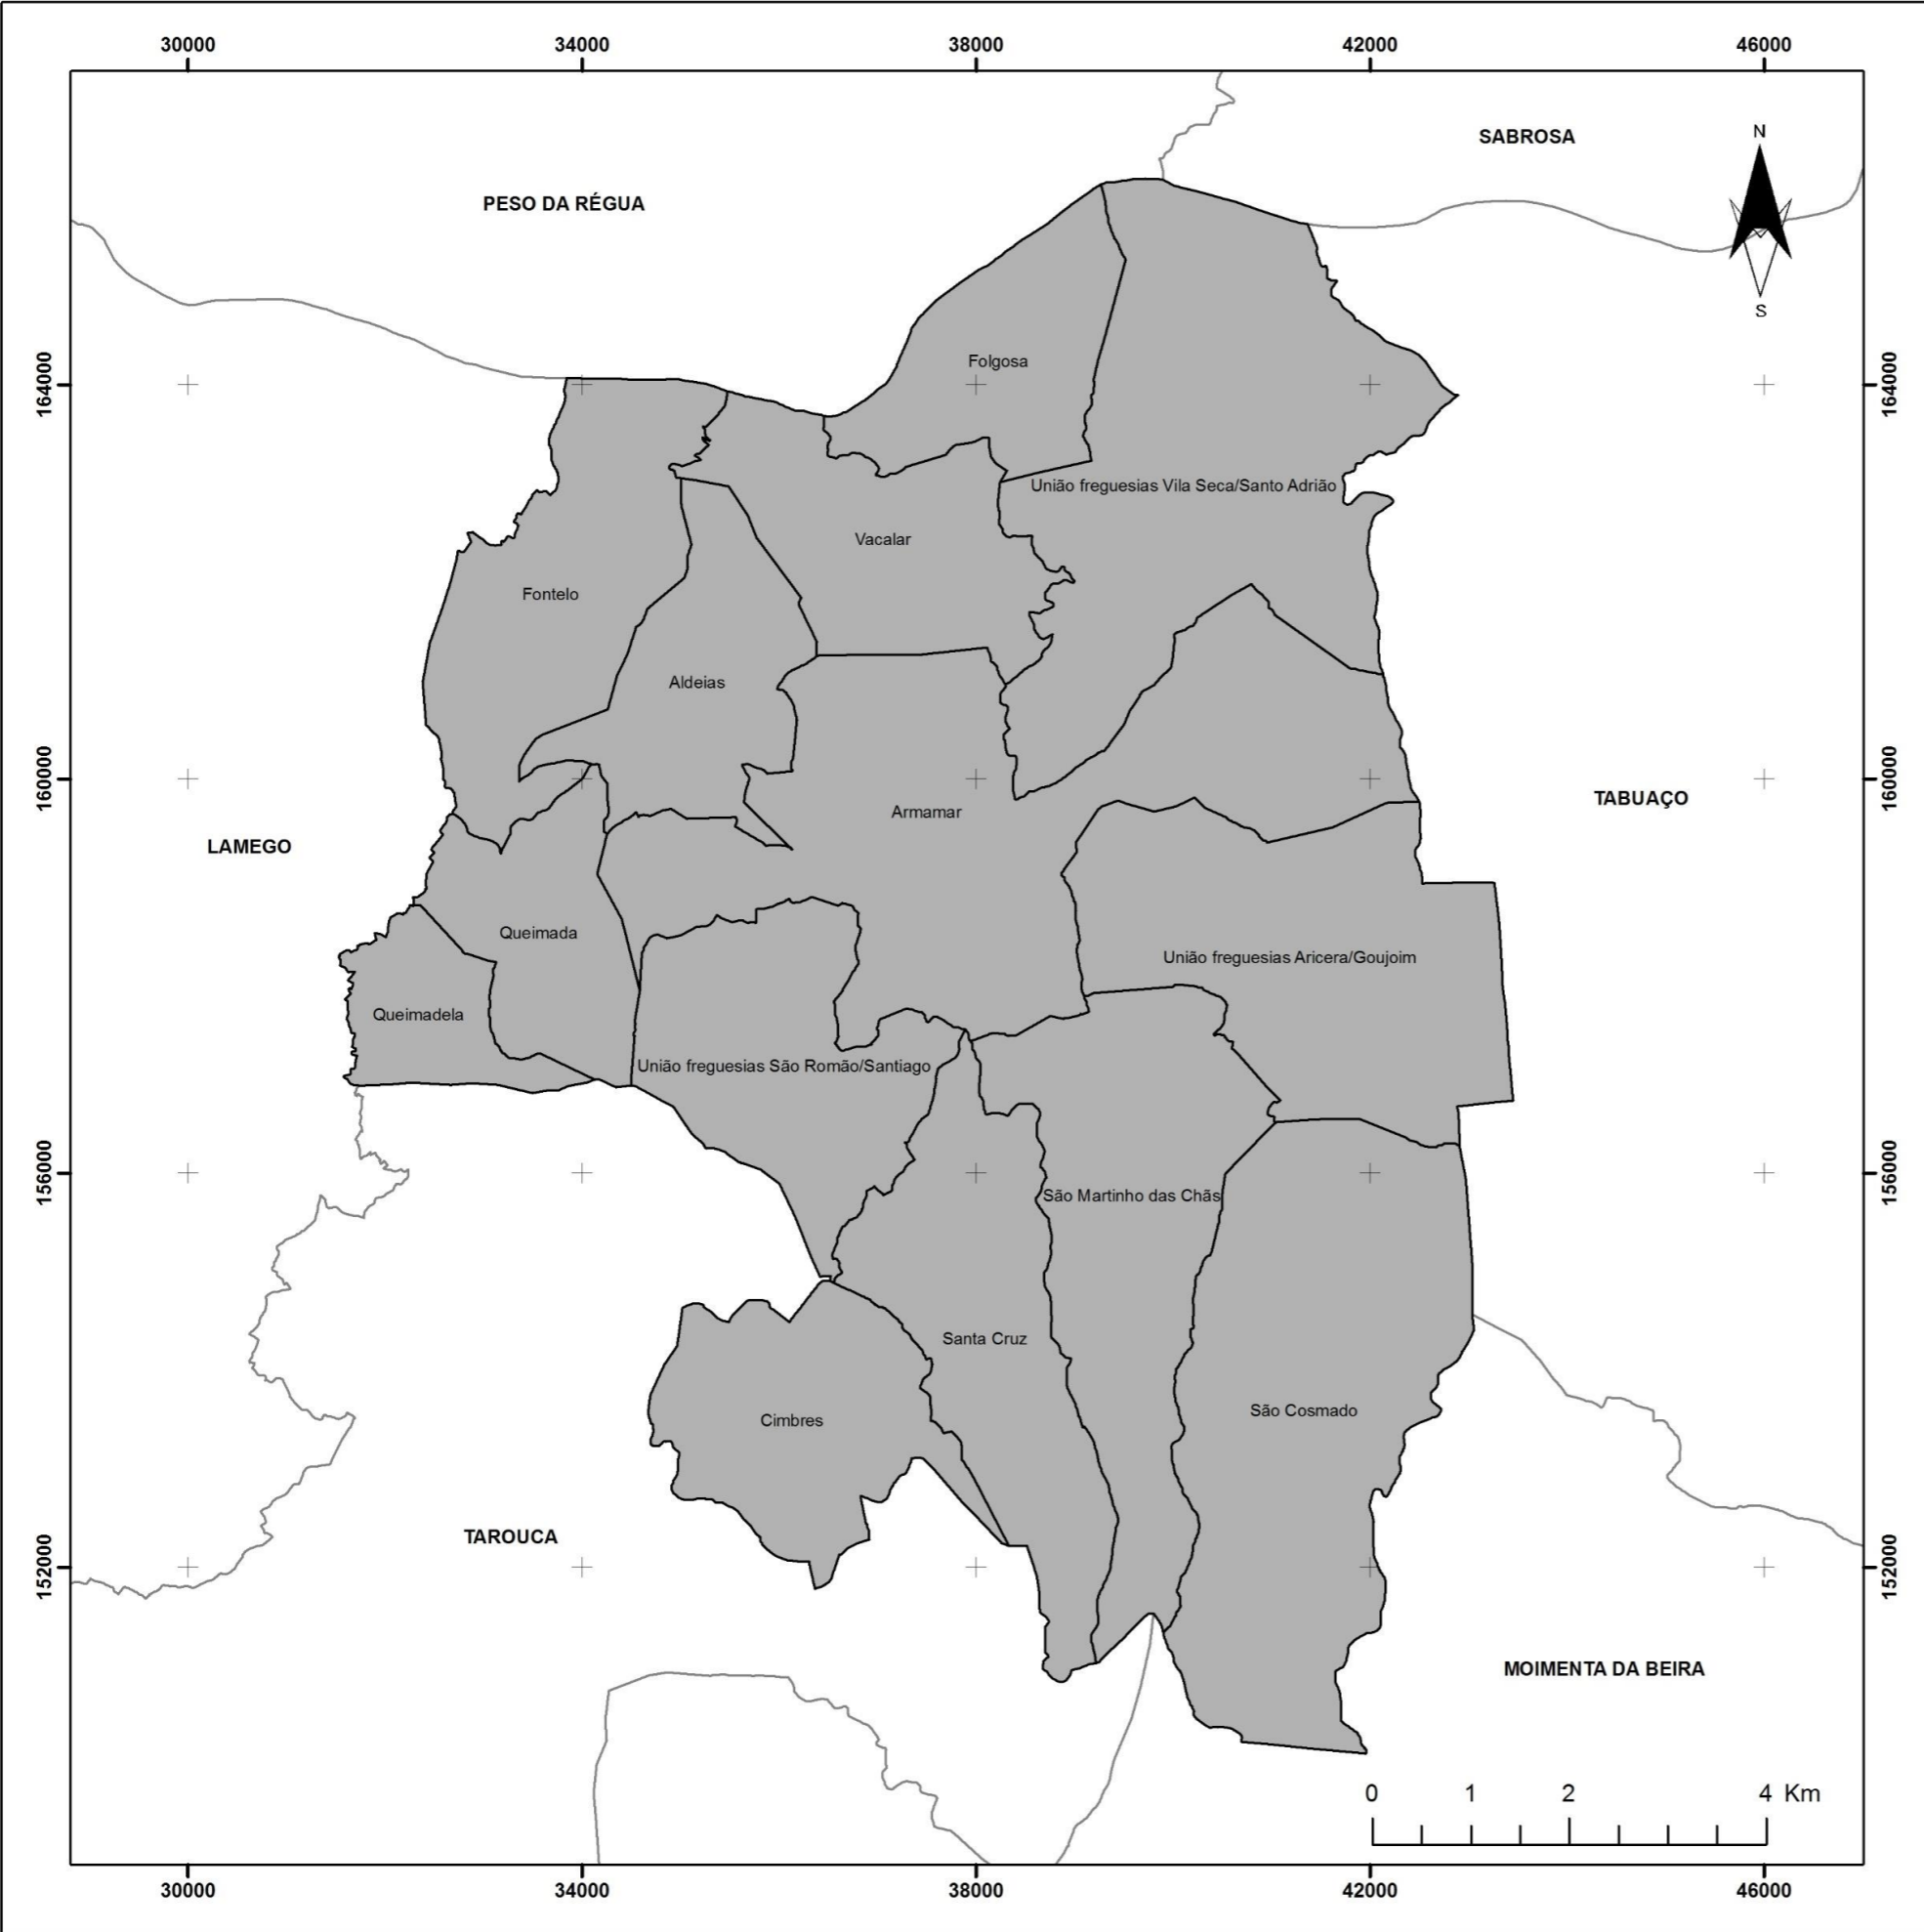 30000 34000 38000 42000 46000
N
SABROSA
PESO DA RÉGUA
S
Folgosa
164000
164000
União freguesias Vila Seca/Santo Adrião
Vacalar
Fontelo
Aldeias
160000
160000
TABUAÇO
Armamar
LAMEGO
Queimada
União freguesias Aricera/Goujoim
Queimadela
União freguesias São Romão/Santiago
156000
156000
São Martinho das Chãs
Santa Cruz
São Cosmado
Cimbres
TAROUCA
152000
152000
MOIMENTA DA BEIRA
0 1 2 4 Km
30000 34000 38000 42000 46000